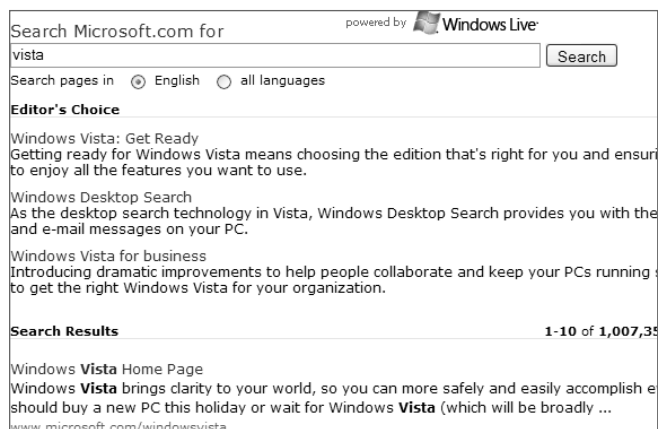 Search Microsoft.com for powered by Windows Live
vista Search
Search pages in English all languages
Editor's Choice
Windows Vista: Get Ready
Getting ready for Windows Vista means choosing the edition that's right for you and ensuri
to enjoy all the features you want to use.
Windows Desktop Search
As the desktop search technology in Vista, Windows Desktop Search provides you with the
and e-mail messages on your PC.
Windows Vista for business
Introducing dramatic improvements to help people collaborate and keep your PCs running
to get the right Windows Vista for your organization.
Search Results 1-10 of 1,007,35
Windows Vista Home Page
Windows Vista brings clarity to your world, so you can more safely and easily accomplish e
should buy a new PC this holiday or wait for Windows Vista (which will be broadly ...
www.microsoft.com/windowsvista